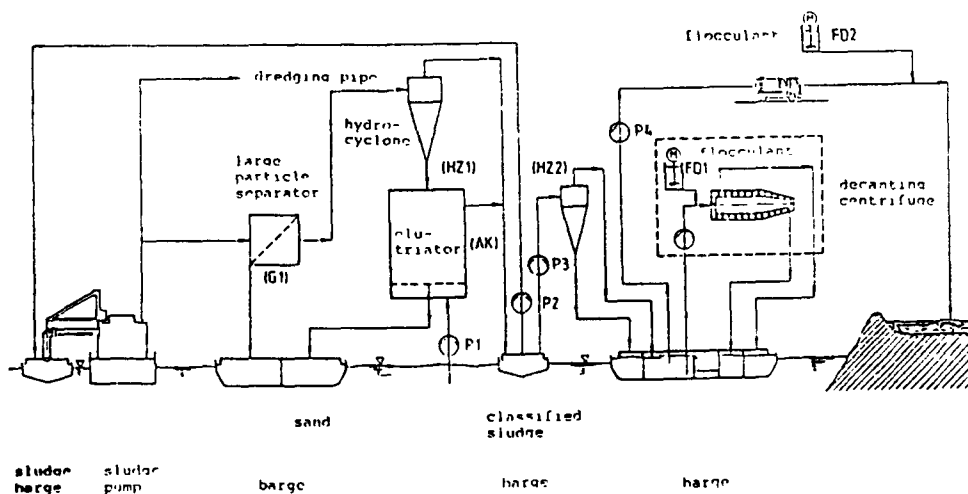 flocculant
(M)
FD2
dredging pipe
hydro-
cyclone
large
particle
separator
P4
flocculant
(M)
(FD1
decanting
centrifuge
(HZ1)
(HZ2)
elu-
triator
(AK)
(G1)
P3
P2
P1
sand
classified
sludge
sludge
barge
sludge
pump
barge
barge
barge